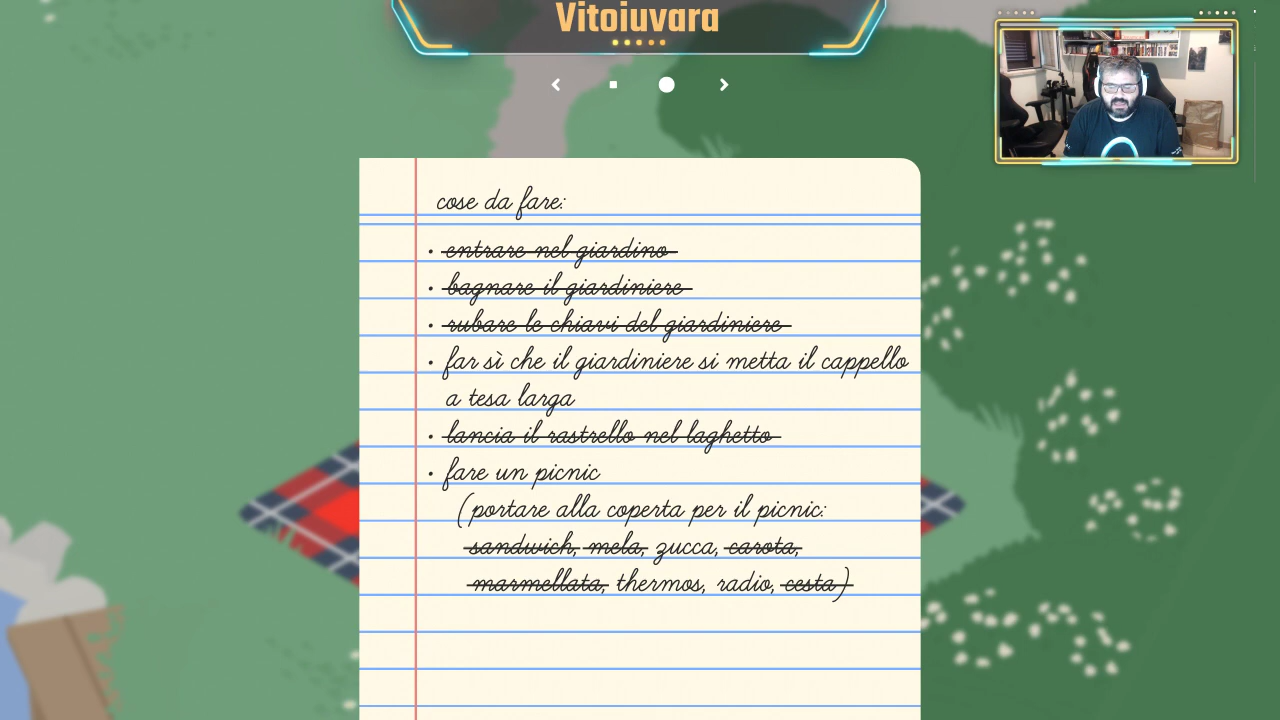 Vitoiuvara
cose da fare:
• entrare nel giardino
• bagnare il giardiniere
• rubare le chiavi del giardiniere
• far sì che il giardiniere si metta il cappello
a tesa larga
• lancia il rastrello nel laghetto
• fare un picnic
(portare alla coperta per il picnic:
sandwich, mela, zucca, carota,
marmellata, thermos, radio, cesta)